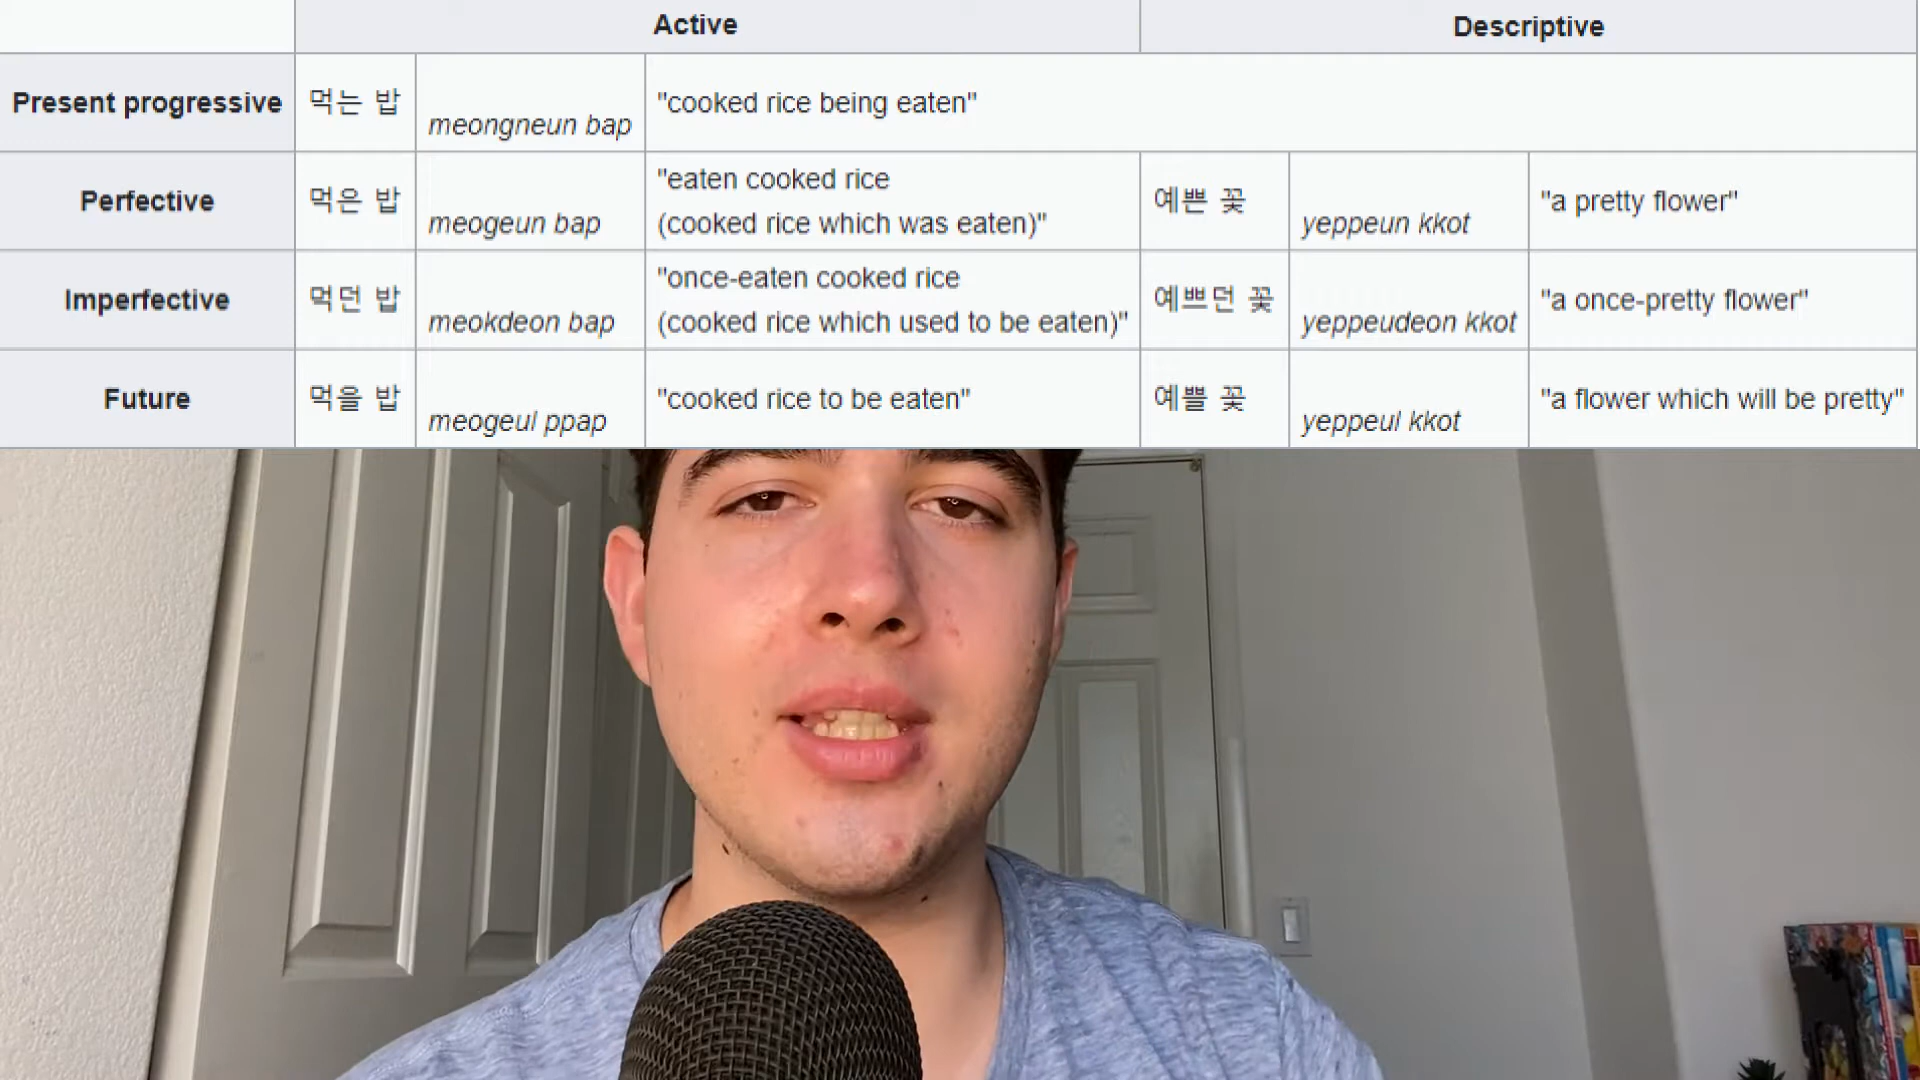 Active Descriptive
Present progressive 먹는 밥 meongneun bap "cooked rice being eaten"
Perfective 먹은 밥 meogeun bap "eaten cooked rice
(cooked rice which was eaten)" 예쁜 꽃 yeppeun kkot "a pretty flower"
Imperfective 먹던 밥 meokdeon bap "once-eaten cooked rice
(cooked rice which used to be eaten)" 예쁘던 꽃 yeppeudeon kkot "a once-pretty flower"
Future 먹을 밥 meogeul ppap "cooked rice to be eaten" 예쁠 꽃 yeppeul kkot "a flower which will be pretty"